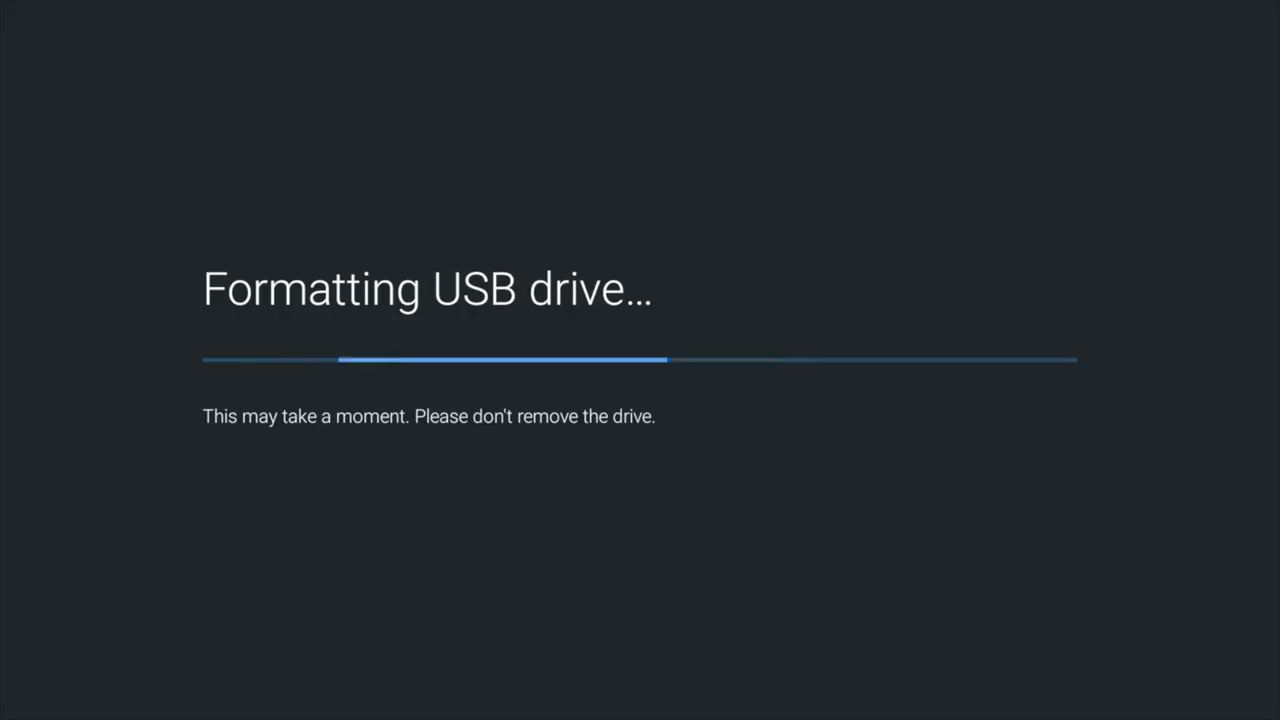 Formatting USB drive...
This may take a moment. Please don't remove the drive.